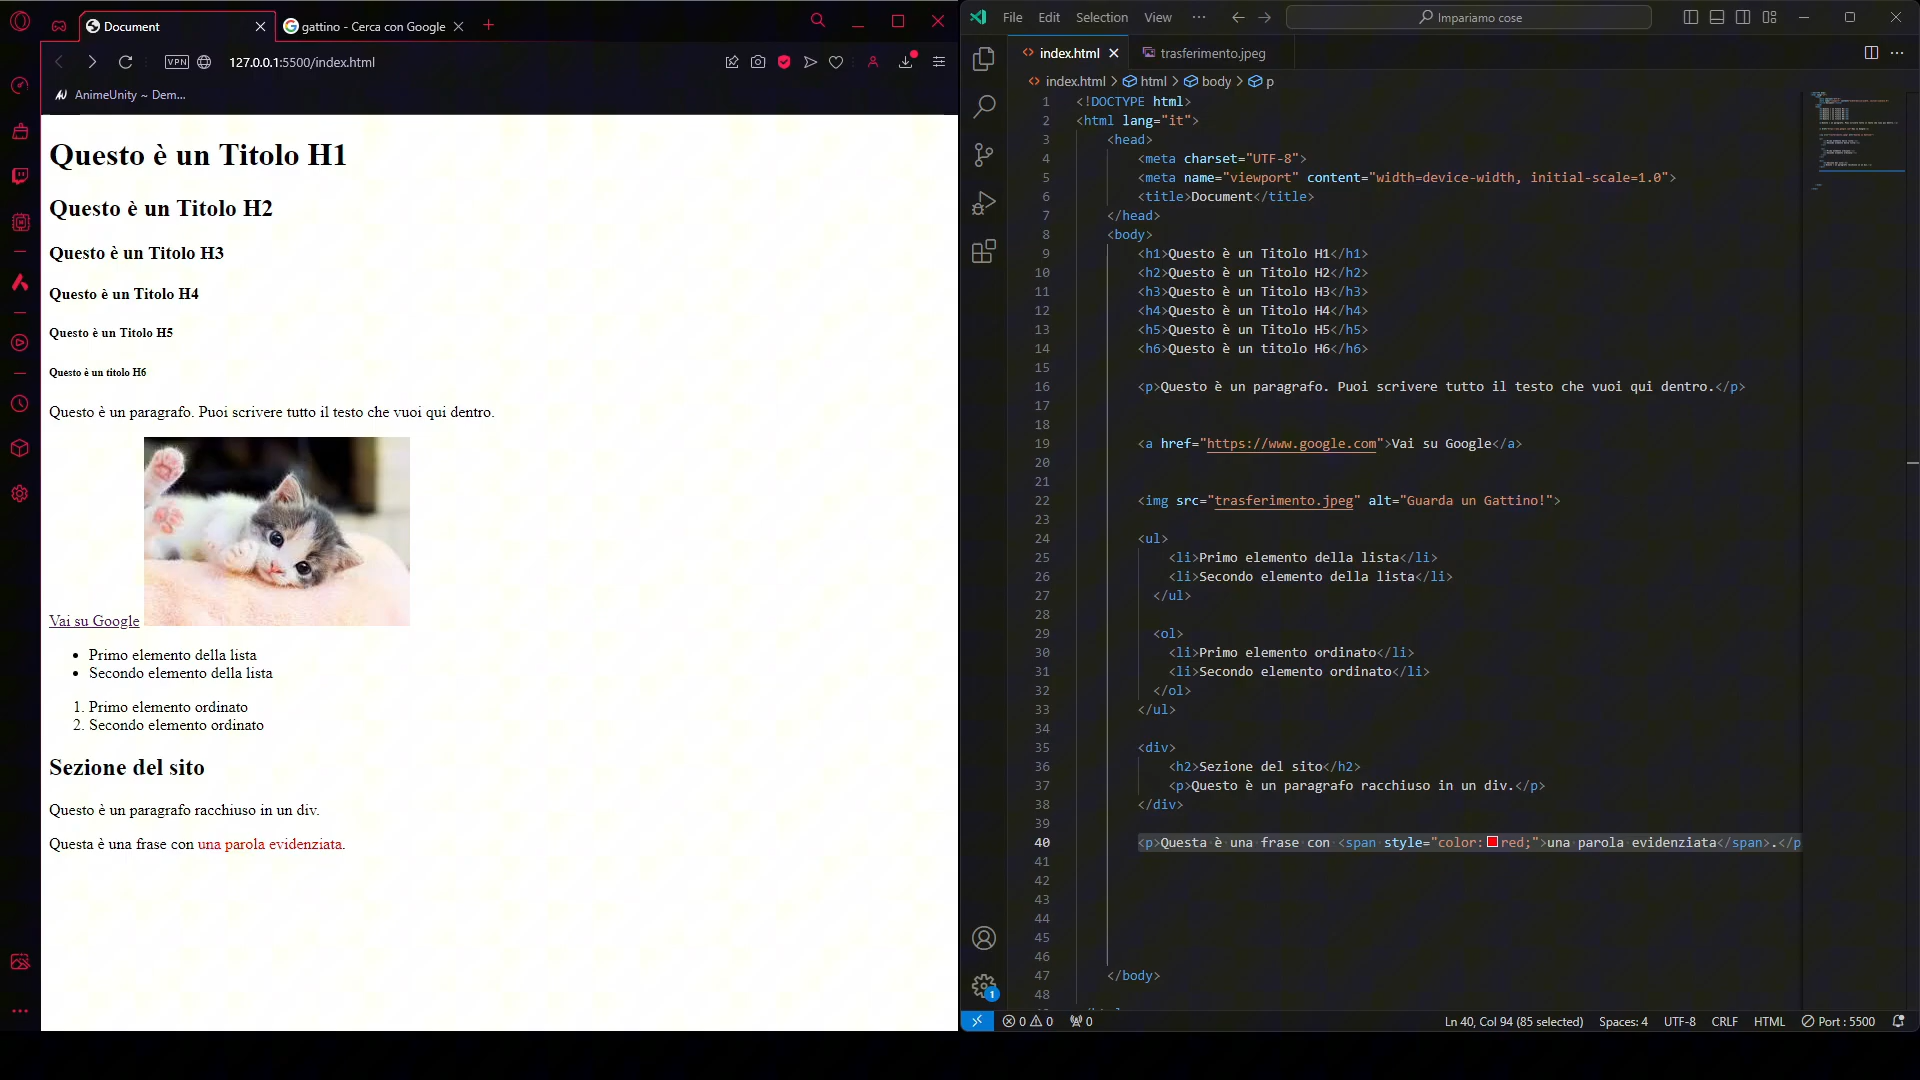 Document
gattino - Cerca con Google
VPN
127.0.0.1:5500/index.html
AnimeUnity ~ Dem...
Questo è un Titolo H1
Questo è un Titolo H2
Questo è un Titolo H3
Questo è un Titolo H4
Questo è un Titolo H5
Questo è un titolo H6
Questo è un paragrafo. Puoi scrivere tutto il testo che vuoi qui dentro.
Vai su Google
• Primo elemento della lista
• Secondo elemento della lista
1. Primo elemento ordinato
2. Secondo elemento ordinato
Sezione del sito
Questo è un paragrafo racchiuso in un div.
Questa è una frase con una parola evidenziata.
File Edit Selection View ... Impariamo cose
index.html trasferimento.jpeg
index.html > html > body > p
1 <!DOCTYPE html>
2 <html lang="it">
3 <head>
4 <meta charset="UTF-8">
5 <meta name="viewport" content="width=device-width, initial-scale=1.0">
6 <title>Document</title>
7 </head>
8 <body>
9 <h1>Questo è un Titolo H1</h1>
10 <h2>Questo è un Titolo H2</h2>
11 <h3>Questo è un Titolo H3</h3>
12 <h4>Questo è un Titolo H4</h4>
13 <h5>Questo è un Titolo H5</h5>
14 <h6>Questo è un titolo H6</h6>
15
16 <p>Questo è un paragrafo. Puoi scrivere tutto il testo che vuoi qui dentro.</p>
17
18
19 <a href="https://www.google.com">Vai su Google</a>
20
21
22 <img src="trasferimento.jpeg" alt="Guarda un Gattino!">
23
24 <ul>
25 <li>Primo elemento della lista</li>
26 <li>Secondo elemento della lista</li>
27 </ul>
28
29 <ol>
30 <li>Primo elemento ordinato</li>
31 <li>Secondo elemento ordinato</li>
32 </ol>
33 </ul>
34
35 <div>
36 <h2>Sezione del sito</h2>
37 <p>Questo è un paragrafo racchiuso in un div.</p>
38 </div>
39
40 <p>Questa è una frase con <span style="color:red;">una parola evidenziata</span>.</p
41
42
43
44
45
46
47 </body>
48
1
0 0 0 Ln 40, Col 94 (85 selected) Spaces: 4 UTF-8 CRLF HTML Port : 5500